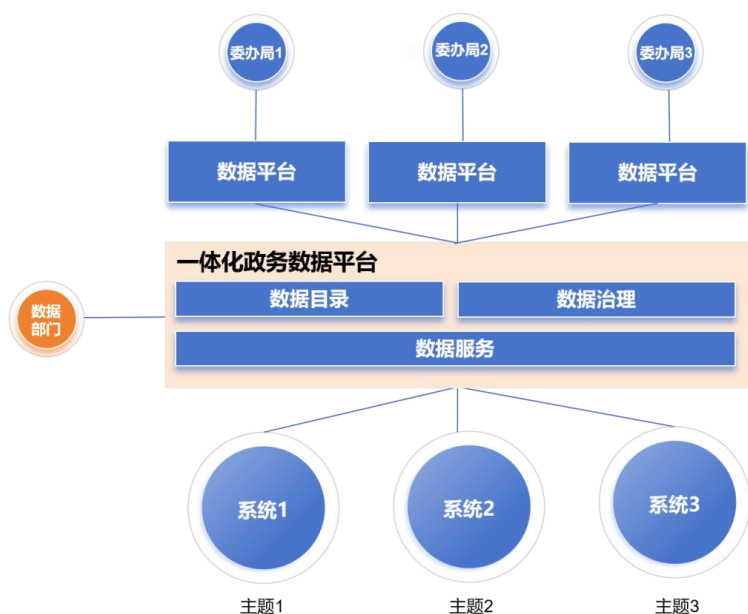 委办局1
委办局2
委办局3
数据平台
数据平台
数据平台
一体化政务数据平台
数据目录
数据治理
数据服务
数据
部门
系统1
系统2
系统3
主题1
主题2
主题3